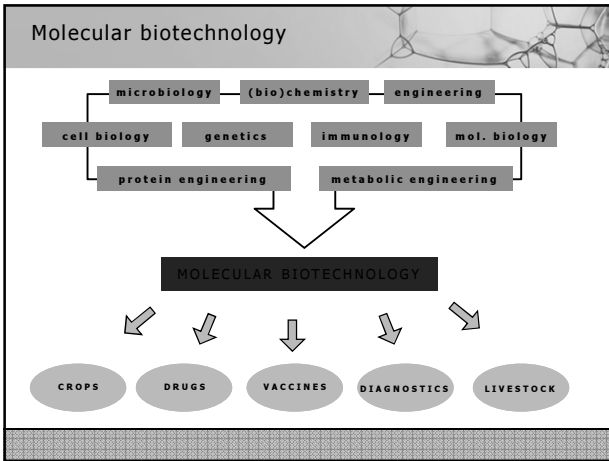 Molecular biotechnology
microbiology (bio)chemistry engineering
cell biology genetics immunology mol. biology
protein engineering metabolic engineering
MOLECULAR BIOTECHNOLOGY
CROPS DRUGS VACCINES DIAGNOSTICS LIVESTOCK